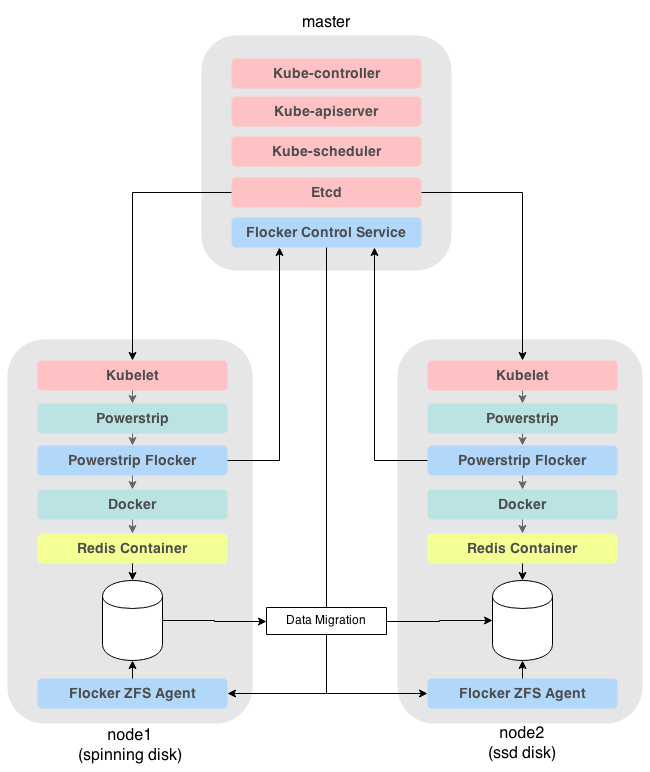 master
Kube-controller
Kube-apiserver
Kube-scheduler
Etcd
Flocker Control Service
Kubelet
Powerstrip
Powerstrip Flocker
Docker
Redis Container
Flocker ZFS Agent
node1
(spinning disk)
Data Migration
Kubelet
Powerstrip
Powerstrip Flocker
Docker
Redis Container
Flocker ZFS Agent
node2
(ssd disk)